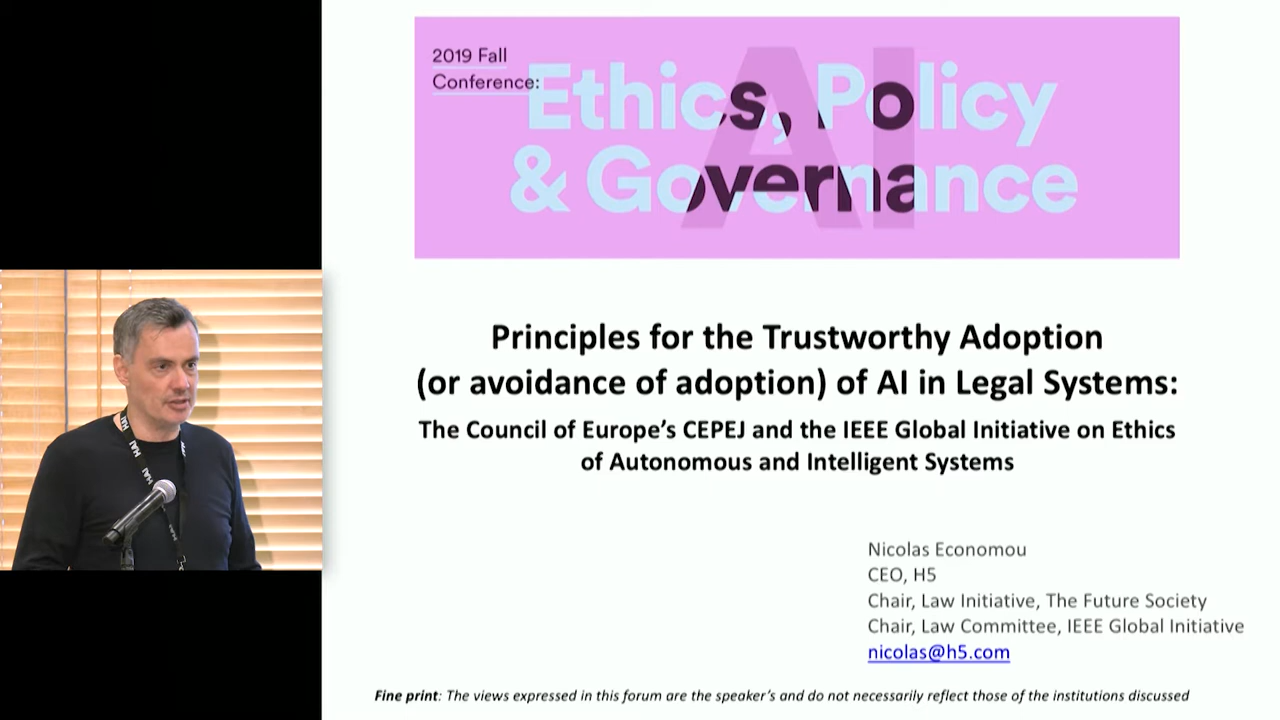 2019 Fall
Conference:
Ethics, Policy
& Governance
AI
Principles for the Trustworthy Adoption
(or avoidance of adoption) of AI in Legal Systems:
The Council of Europe's CEPEJ and the IEEE Global Initiative on Ethics
of Autonomous and Intelligent Systems
Nicolas Economou
CEO, H5
Chair, Law Initiative, The Future Society
Chair, Law Committee, IEEE Global Initiative
nicolas@h5.com
Fine print: The views expressed in this forum are the speaker's and do not necessarily reflect those of the institutions discussed
HAI
HAI
HAI